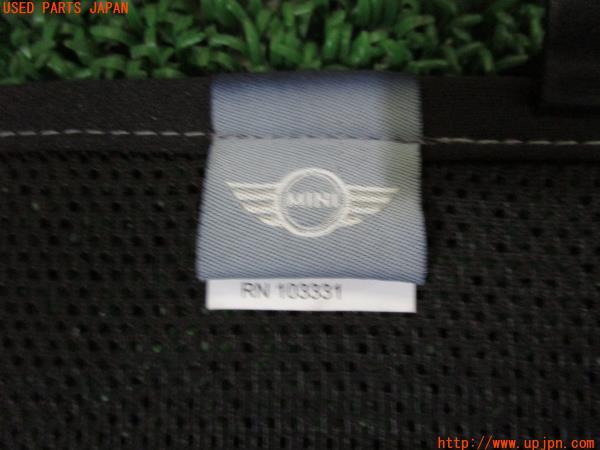 USED PARTS JAPAN
MINI
RN 103331
http://www.upjpn.com